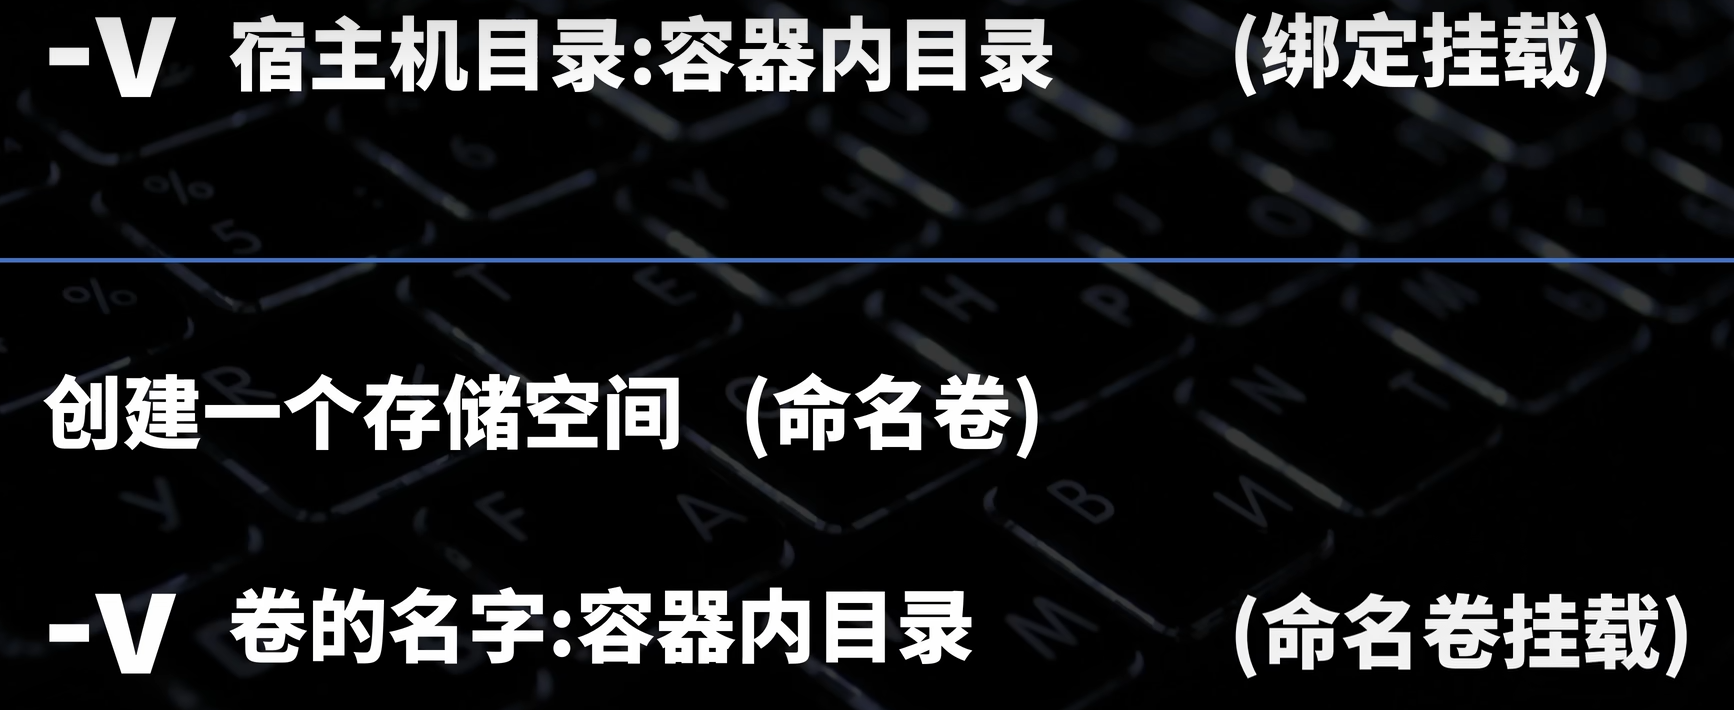 -v 宿主机目录:容器内目录 (绑定挂载)
创建一个存储空间 (命名卷)
-v 卷的名字:容器内目录 (命名卷挂载)